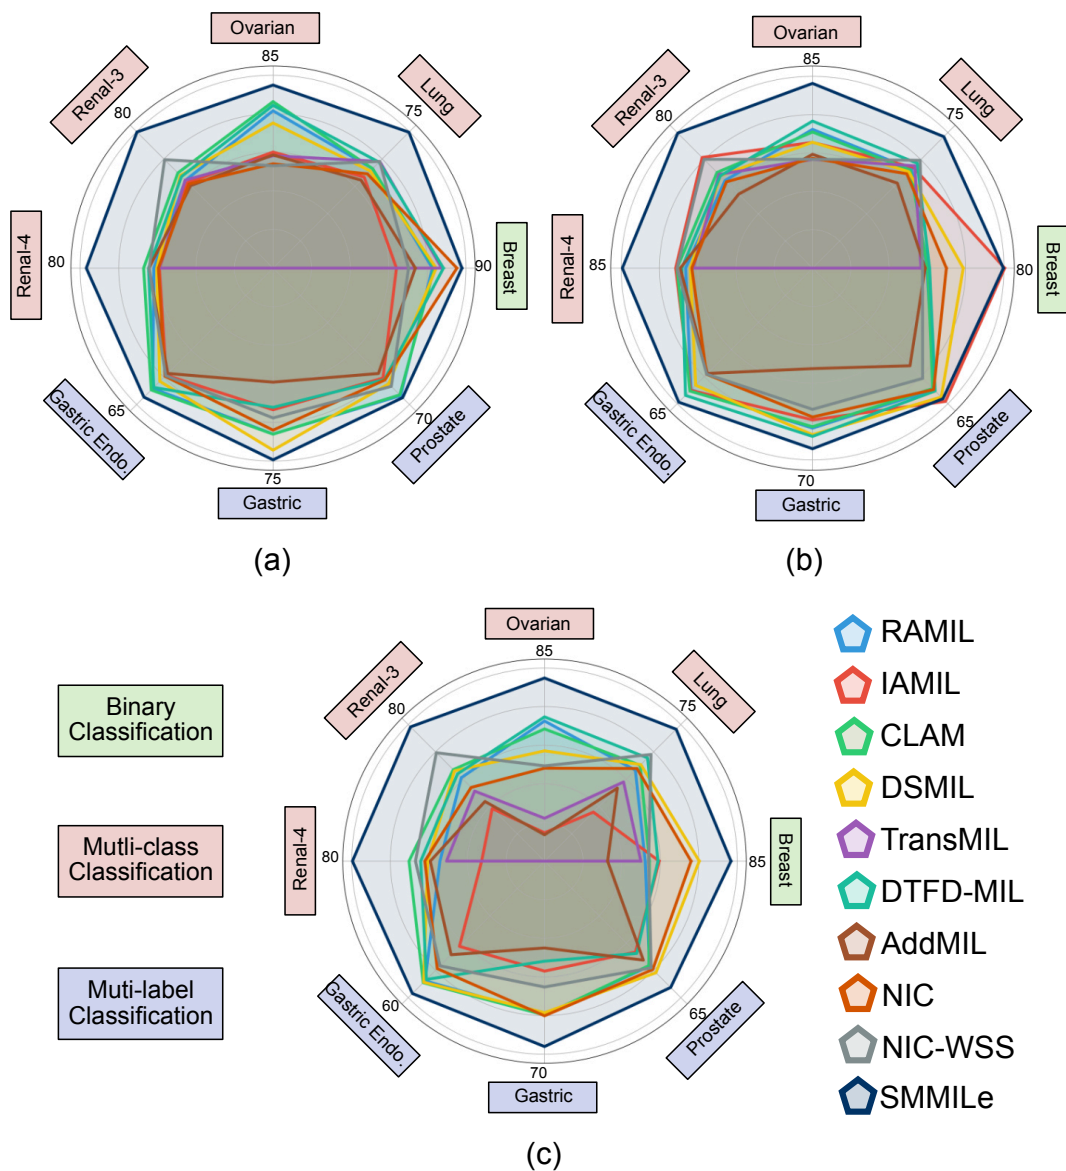 Ovarian
85
Lung
75
Breast
90
Prostate
70
Gastric
75
Gastric Endo.
65
Renal-4
80
Renal-3
80
(a)
Ovarian
85
Lung
75
Breast
80
Prostate
65
Gastric
70
Gastric Endo.
65
Renal-4
85
Renal-3
80
(b)
Binary
Classification
Mutli-class
Classification
Muti-label
Classification
Ovarian
85
Lung
75
Breast
85
Prostate
65
Gastric
70
Gastric Endo.
60
Renal-4
80
Renal-3
80
(c)
RAMIL
IAMIL
CLAM
DSMIL
TransMIL
DTFD-MIL
AddMIL
NIC
NIC-WSS
SMMILe